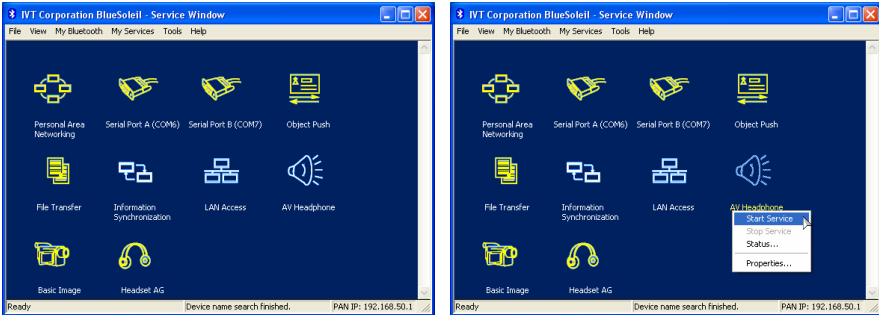 IVT Corporation BlueSoleil - Service Window
File View My Bluetooth My Services Tools Help
Personal Area
Networking
Serial Port A (COM6)
Serial Port B (COM7)
Object Push
File Transfer
Information
Synchronization
LAN Access
AV Headphone
Basic Image
Headset AG
Ready
Device name search finished.
PAN IP: 192.168.50.1
IVT Corporation BlueSoleil - Service Window
File View My Bluetooth My Services Tools Help
Personal Area
Networking
Serial Port A (COM6)
Serial Port B (COM7)
Object Push
File Transfer
Information
Synchronization
LAN Access
AV Headphone
Start Service
Stop Service
Status...
Properties...
Basic Image
Headset AG
Ready
Device name search finished.
PAN IP: 192.168.50.1